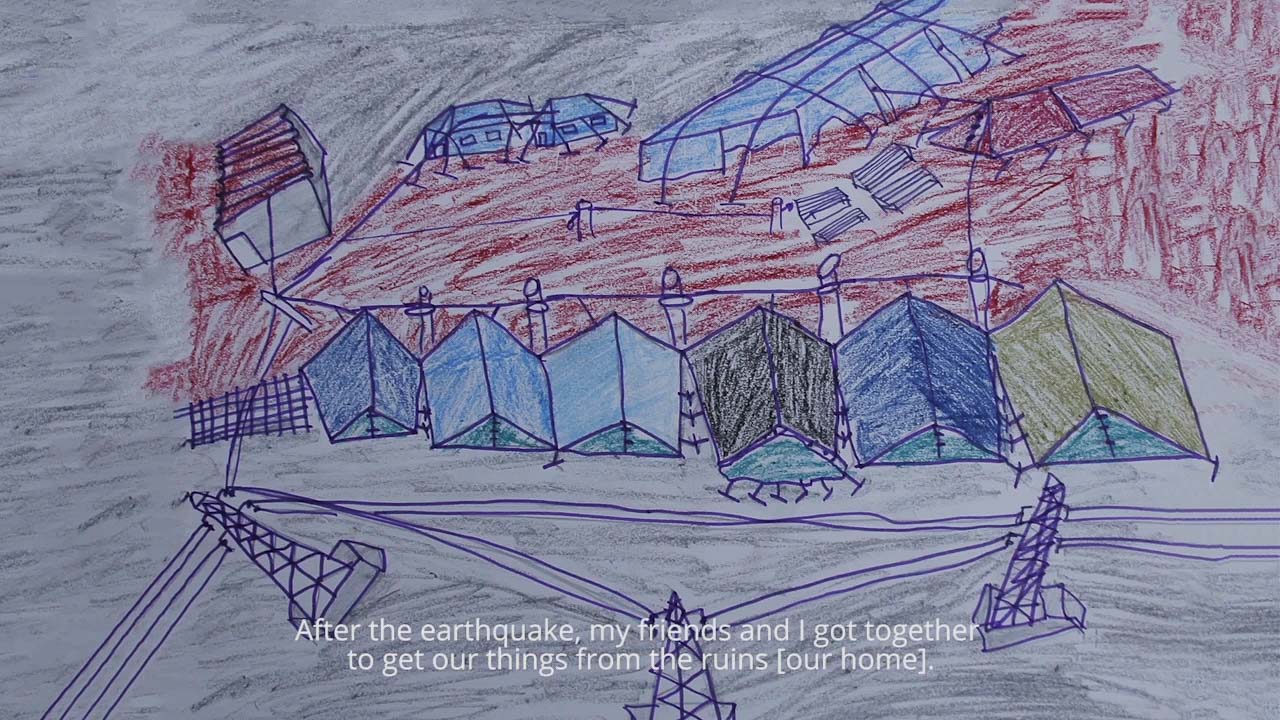 After the earthquake, my friends and I got together
to get our things from the ruins [our home].